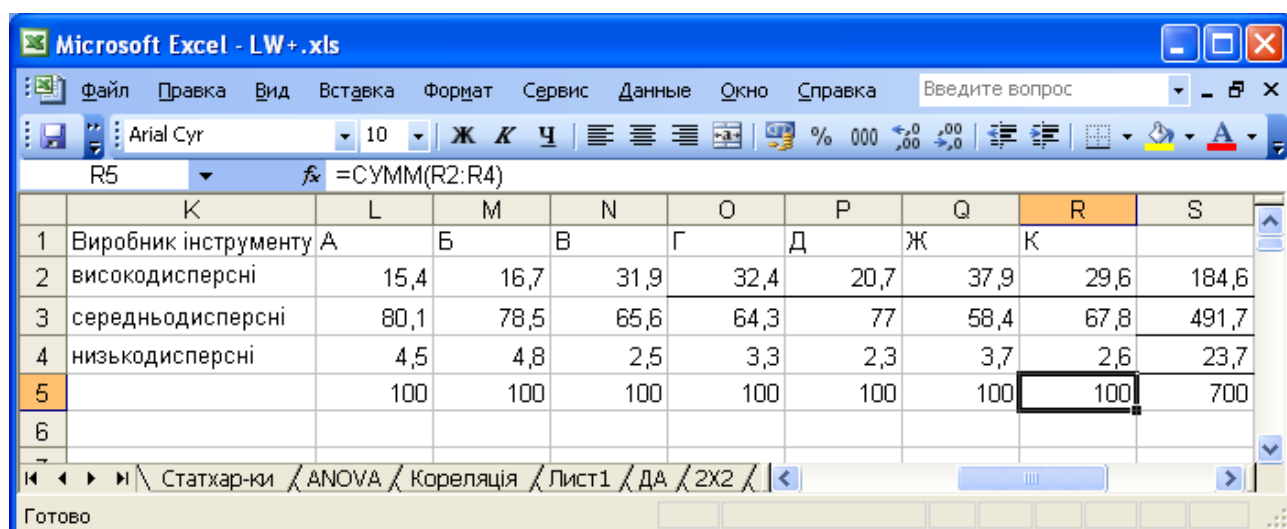 Microsoft Excel - LW+.xls
Файл Правка Вид Вставка Формат Сервис Данные Окно Справка Введите вопрос
Arial Cyr 10 Ж К Ч % 000 ,00 ,0 A
R5 fx =СУММ(R2:R4)
K L M N O P Q R S
1 Виробник інструменту А Б В Г Д Ж К
2 високодисперсні 15,4 16,7 31,9 32,4 20,7 37,9 29,6 184,6
3 середньодисперсні 80,1 78,5 65,6 64,3 77 58,4 67,8 491,7
4 низькодисперсні 4,5 4,8 2,5 3,3 2,3 3,7 2,6 23,7
5 100 100 100 100 100 100 100 700
6
Статхар-ки ANOVA Кореляція Лист1 ДА 2X2
Готово